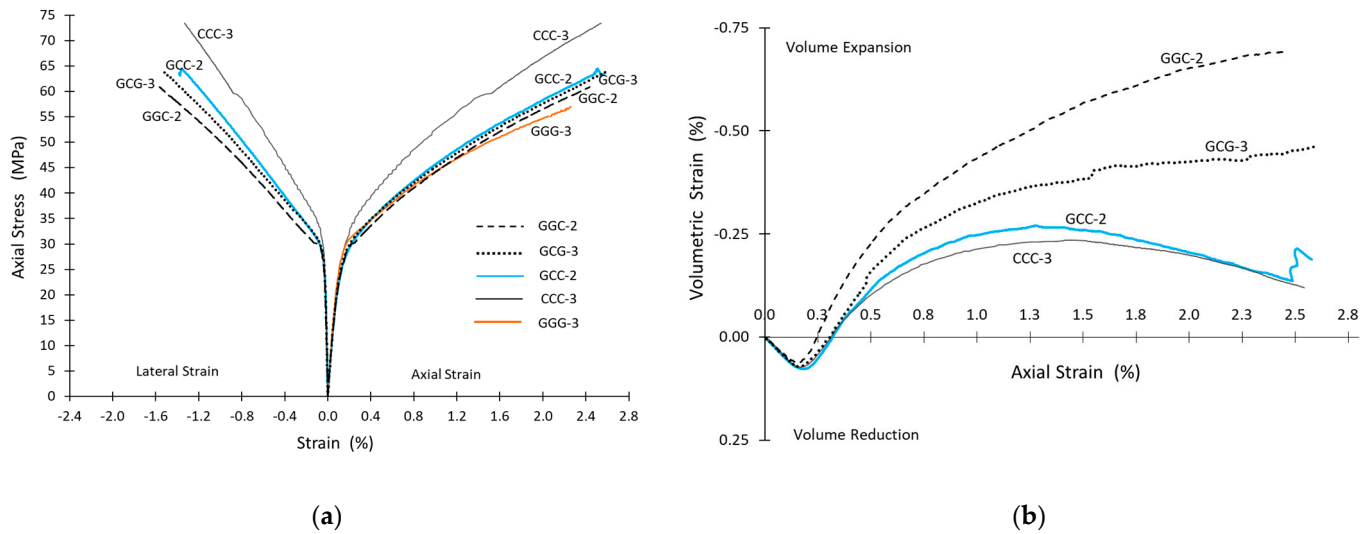 75
70
65
60
55
50
45
40
35
30
25
20
15
10
5
0
Axial Stress (MPa)
CCC-3
CCC-3
GCC-2
GCG-3
GGC-2
GCC-2
GCG-3
GGC-2
GGG-3
GGC-2
GCG-3
GCC-2
CCC-3
GGG-3
Lateral Strain
Axial Strain
-2.4 -2.0 -1.6 -1.2 -0.8 -0.4 0.0 0.4 0.8 1.2 1.6 2.0 2.4 2.8
Strain (%)
(a)
-0.75
-0.50
-0.25
0.00
0.25
Volumetric Strain (%)
Volume Expansion
GGC-2
GCG-3
GCC-2
CCC-3
0.0 0.3 0.5 0.8 1.0 1.3 1.5 1.8 2.0 2.3 2.5 2.8
Axial Strain (%)
Volume Reduction
(b)